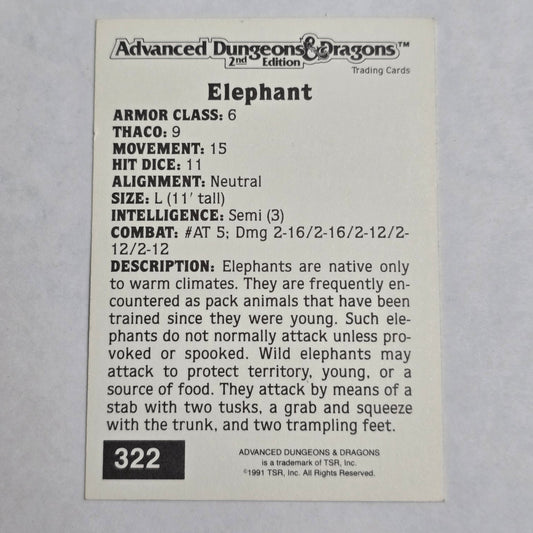 Advanced Dungeons & Dragons™
2nd Edition
Trading Cards
Elephant
ARMOR CLASS: 6
THACO: 9
MOVEMENT: 15
HIT DICE: 11
ALIGNMENT: Neutral
SIZE: L (11' tall)
INTELLIGENCE: Semi (3)
COMBAT: #AT 5; Dmg 2-16/2-16/2-12/2-
12/2-12
DESCRIPTION: Elephants are native only
to warm climates. They are frequently en-
countered as pack animals that have been
trained since they were young. Such ele-
phants do not normally attack unless pro-
voked or spooked. Wild elephants may
attack to protect territory, young, or a
source of food. They attack by means of a
stab with two tusks, a grab and squeeze
with the trunk, and two trampling feet.
322
ADVANCED DUNGEONS & DRAGONS
is a trademark of TSR, Inc.
©1991 TSR, Inc. All Rights Reserved.